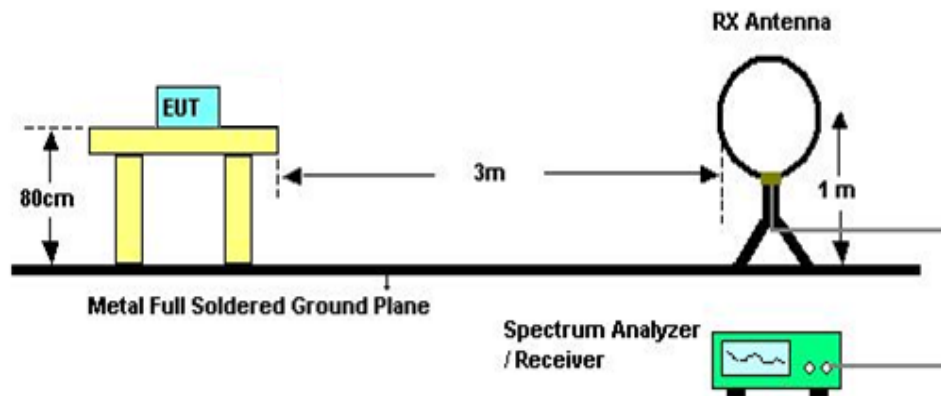 RX Antenna
EUT
80cm
3m
1 m
Metal Full Soldered Ground Plane
Spectrum Analyzer
/ Receiver